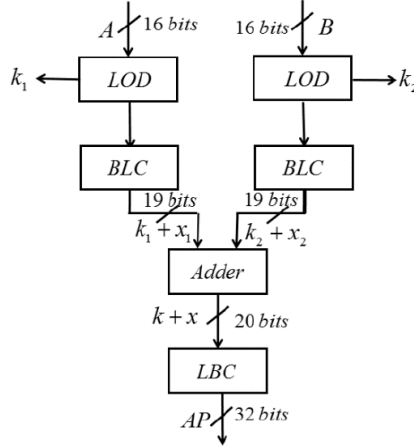 A 16 bits 16 bits B
k₁ LOD LOD k₂
BLC BLC
19 bits 19 bits
k₁ + x₁ k₂ + x₂
Adder
k + x 20 bits
LBC
AP 32 bits